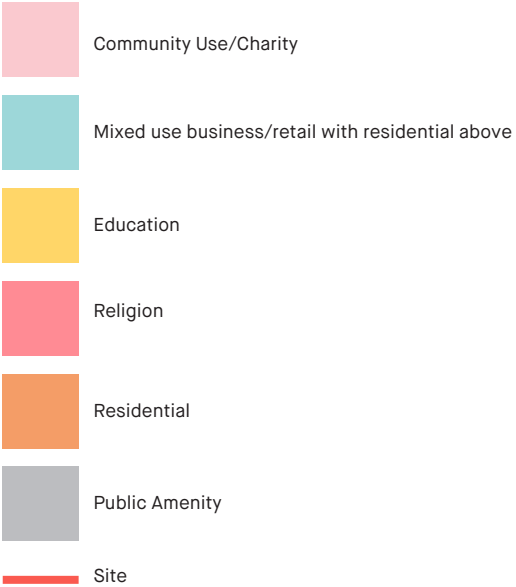 Community Use/Charity
Mixed use business/retail with residential above
Education
Religion
Residential
Public Amenity
Site